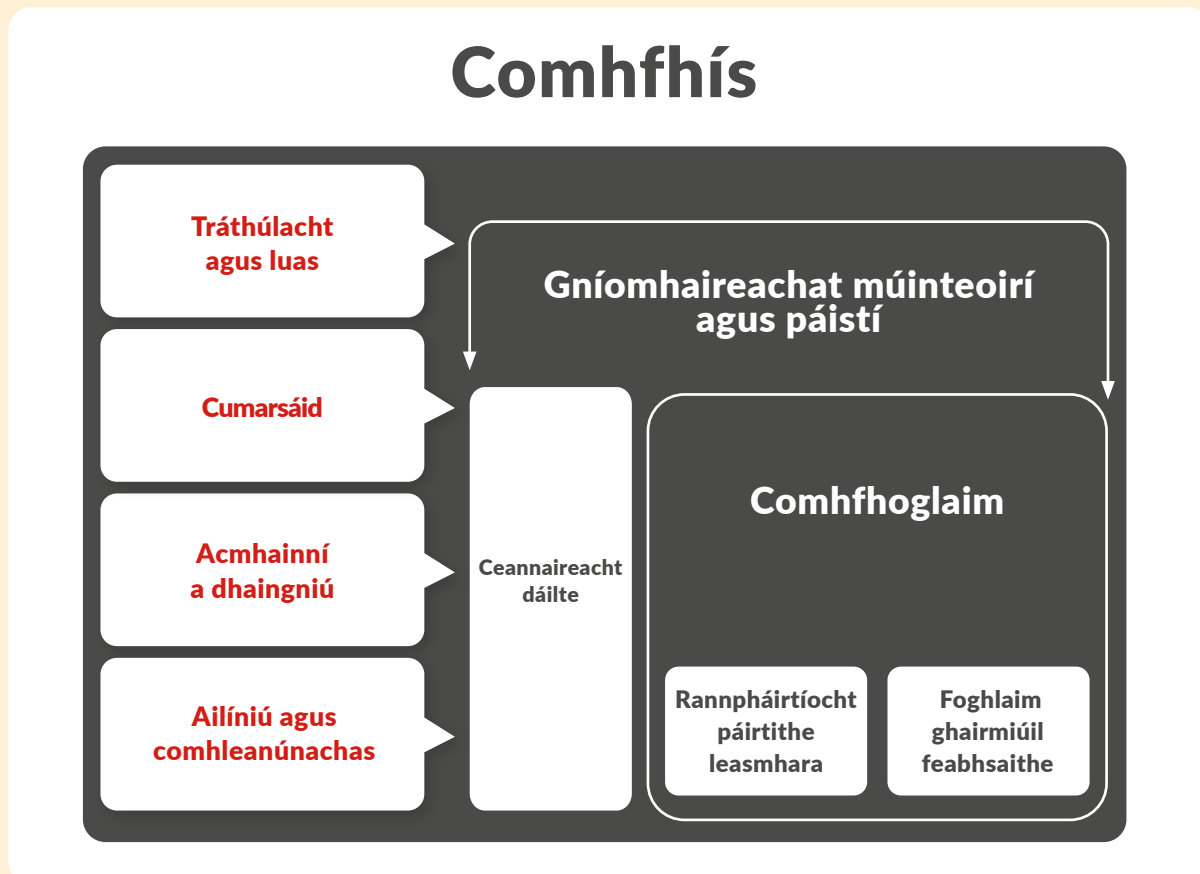 Comhfhís
Tráthúlacht
agus luas
Cumarsáid
Acmhainní
a dhaingniú
Ailíniú agus
comhleanúnachas
Gníomhaireachat múinteoirí
agus páistí
Ceannaireacht
dáilte
Comhfhoglaim
Rannpháirtíocht
páirtithe
leasmhara
Foghlaim
ghairmiúil
feabhsaithe